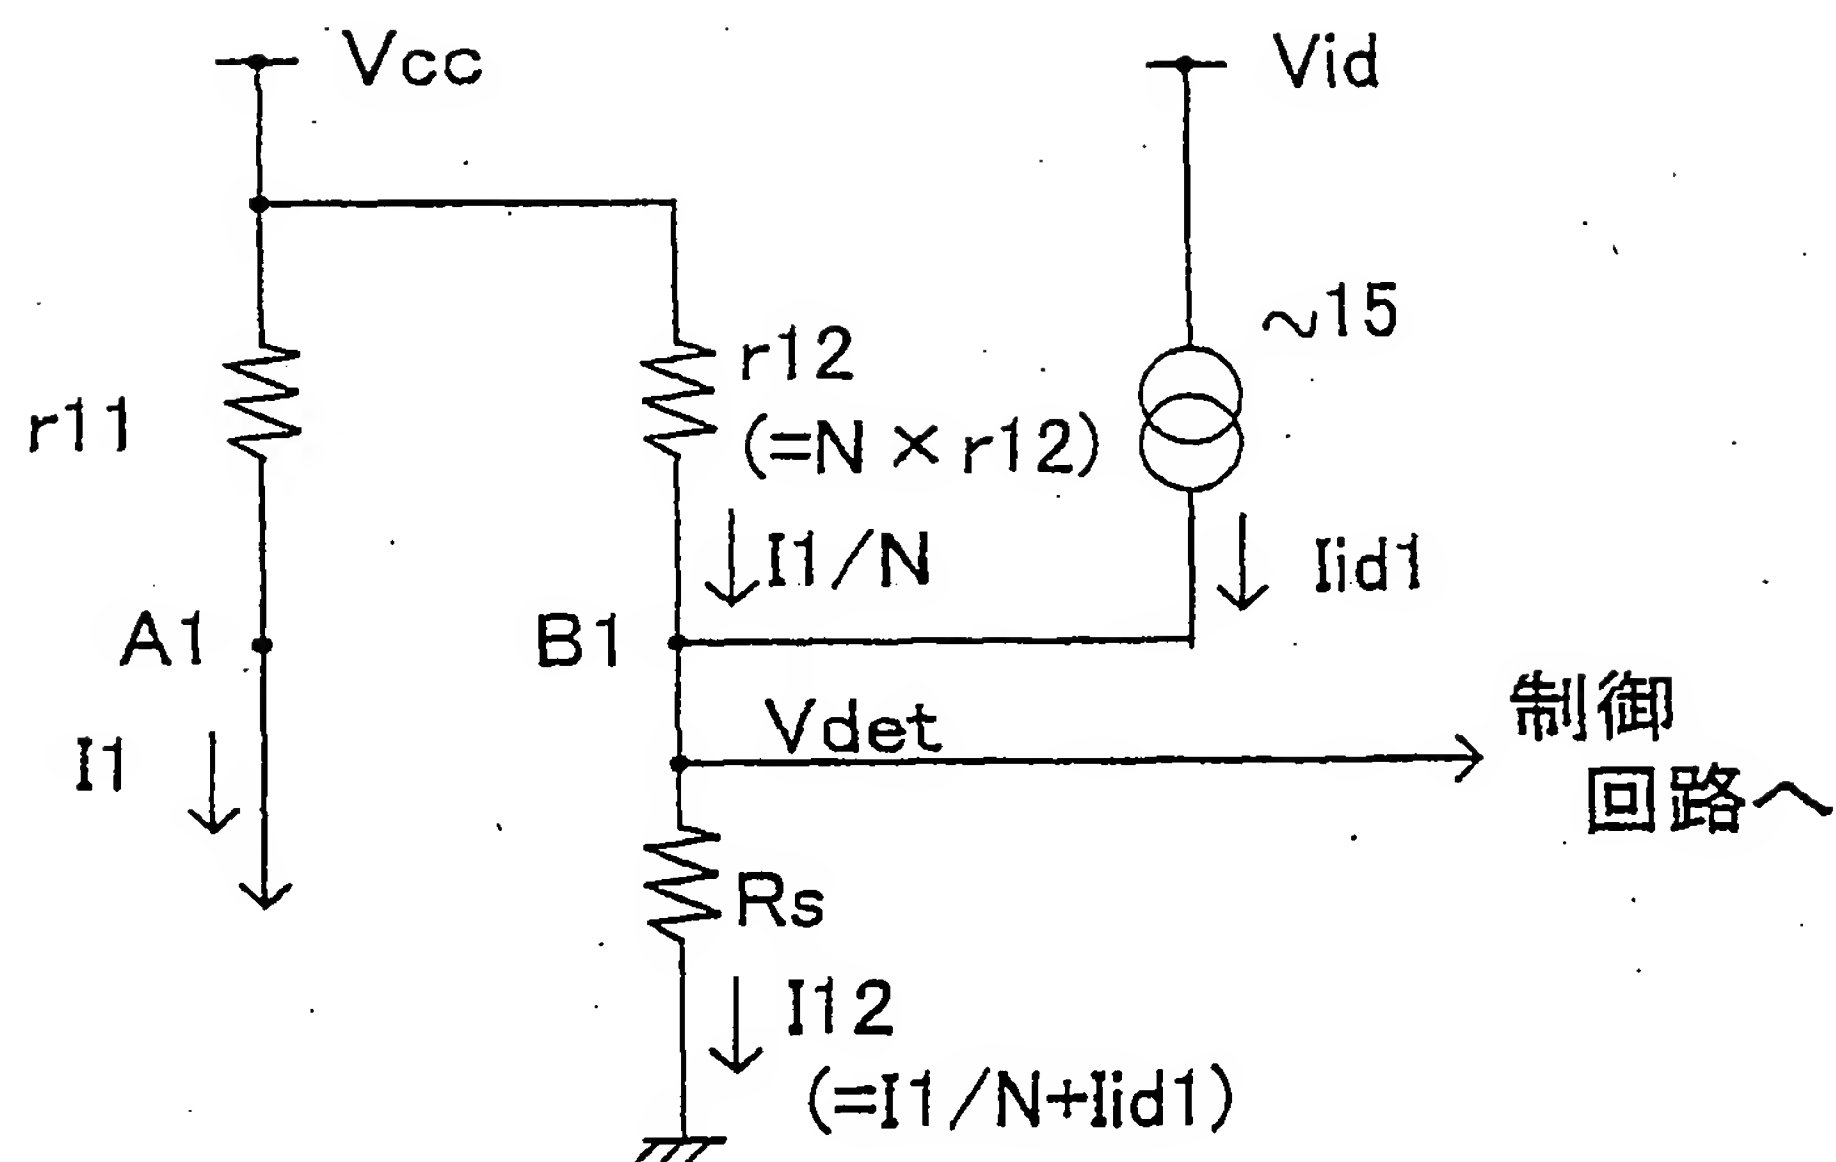 Vcc
Vid
~15
r11
r12
(=N×r12)
I1/N
Iid1
A1
B1
I1
Vdet
制御
回路へ
Rs
I12
(=I1/N+Iid1)